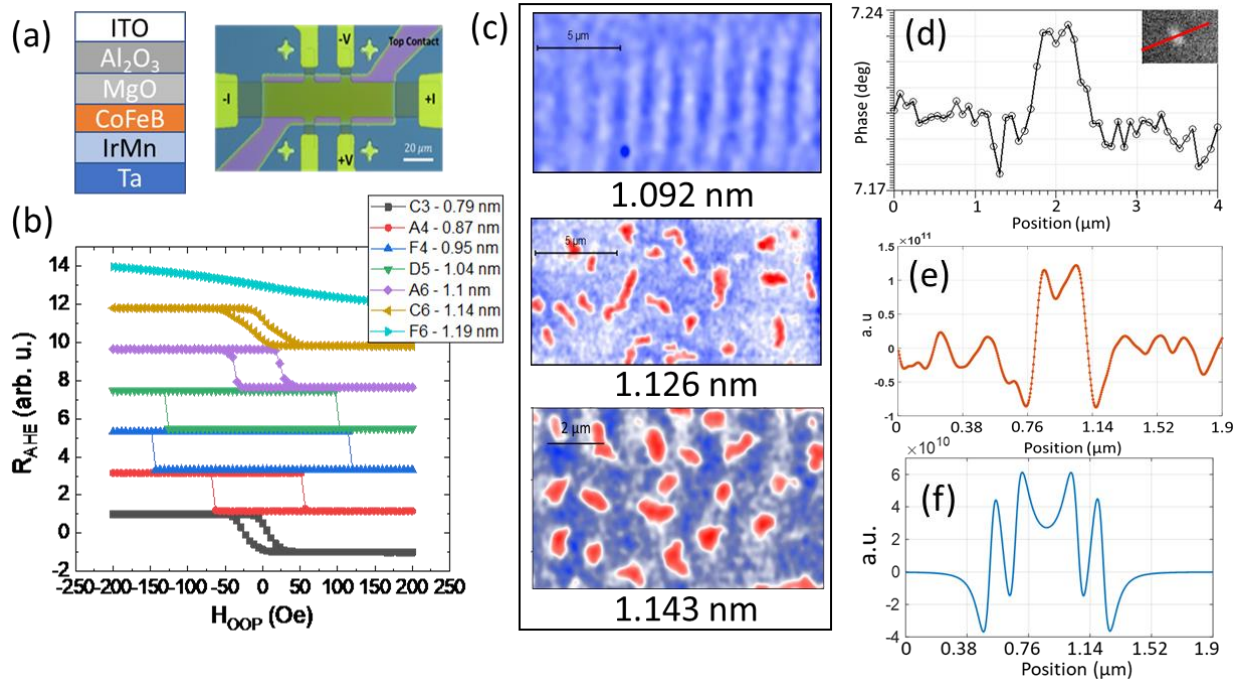 (a)
ITO
Al₂O₃
MgO
CoFeB
IrMn
Ta
-V
Top Contact
-I
+I
+V
20 μm
(b)
C3 - 0.79 nm
A4 - 0.87 nm
F4 - 0.95 nm
D5 - 1.04 nm
A6 - 1.1 nm
C6 - 1.14 nm
F6 - 1.19 nm
R_AHE (arb. u.)
14
12
10
8
6
4
2
0
-2
-250 -200 -150 -100 -50 0 50 100 150 200 250
H_OOP (Oe)
(c)
5 μm
1.092 nm
5 μm
1.126 nm
2 μm
1.143 nm
(d)
7.24
Phase (deg)
7.17
0 1 2 3 4
Position (μm)
(e)
×10¹¹
1.5
1
0.5
0
-0.5
-1
a. u
0 0.38 0.76 1.14 1.52 1.9
Position (μm)
(f)
×10¹⁰
6
4
2
0
-2
-4
a.u.
0 0.38 0.76 1.14 1.52 1.9
Position (μm)